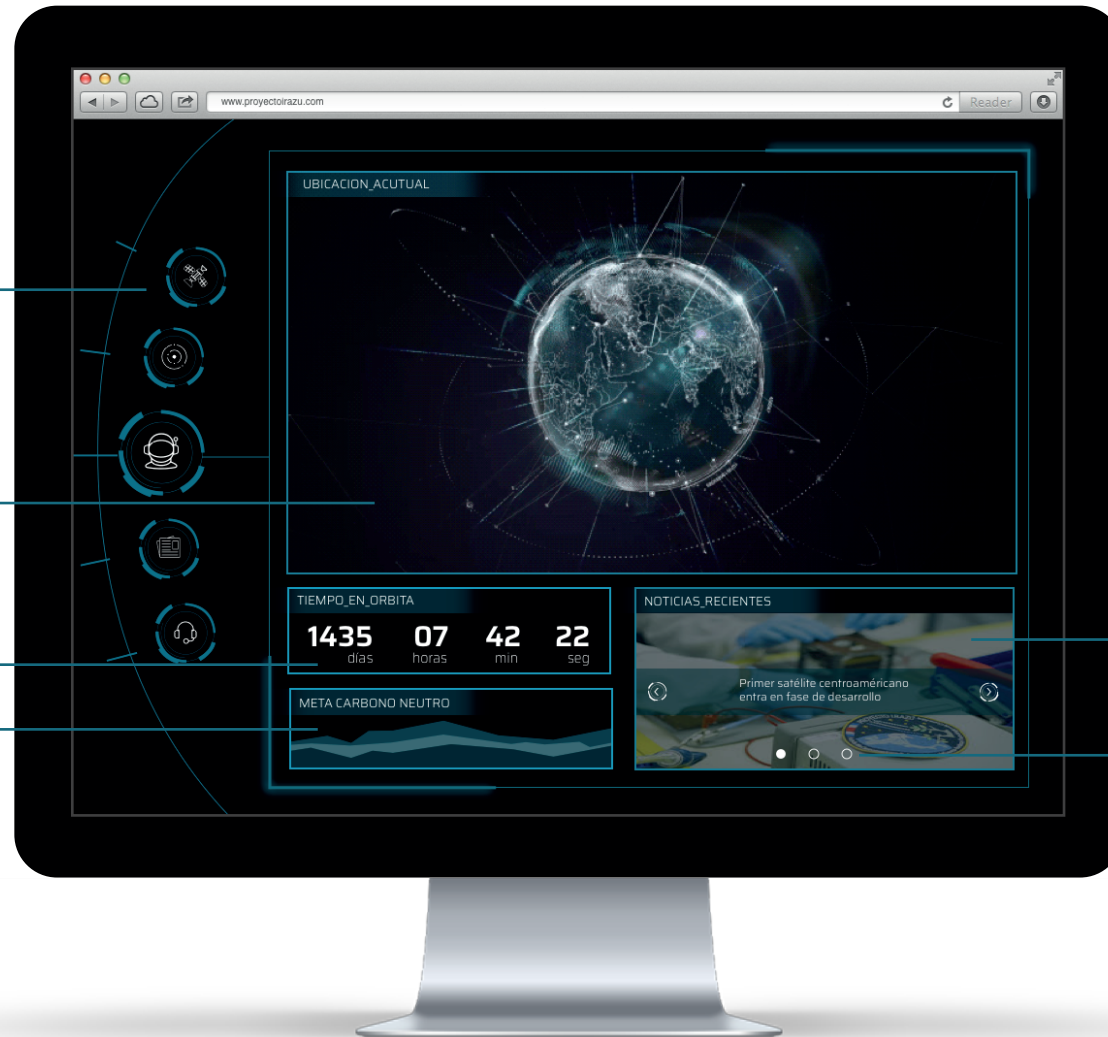 www.proyectoirazu.com
Reader
UBICACION_ACUTUAL
TIEMPO_EN_ORBITA
1435 07 42 22
días horas min seg
META CARBONO NEUTRO
NOTICIAS_RECIENTES
Primer satélite centroaméricano
entra en fase de desarrollo